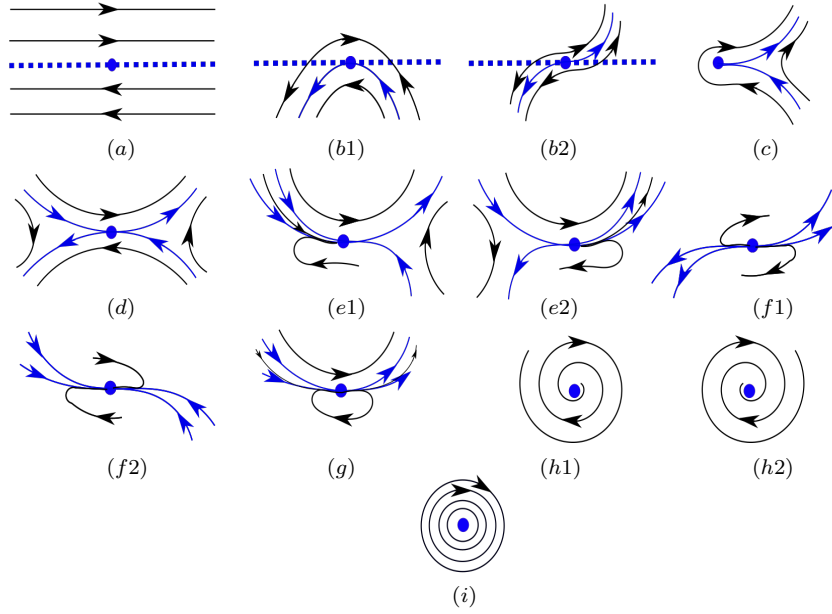 (a) (b1) (b2) (c)
(d) (e1) (e2) (f1)
(f2) (g) (h1) (h2)
(i)